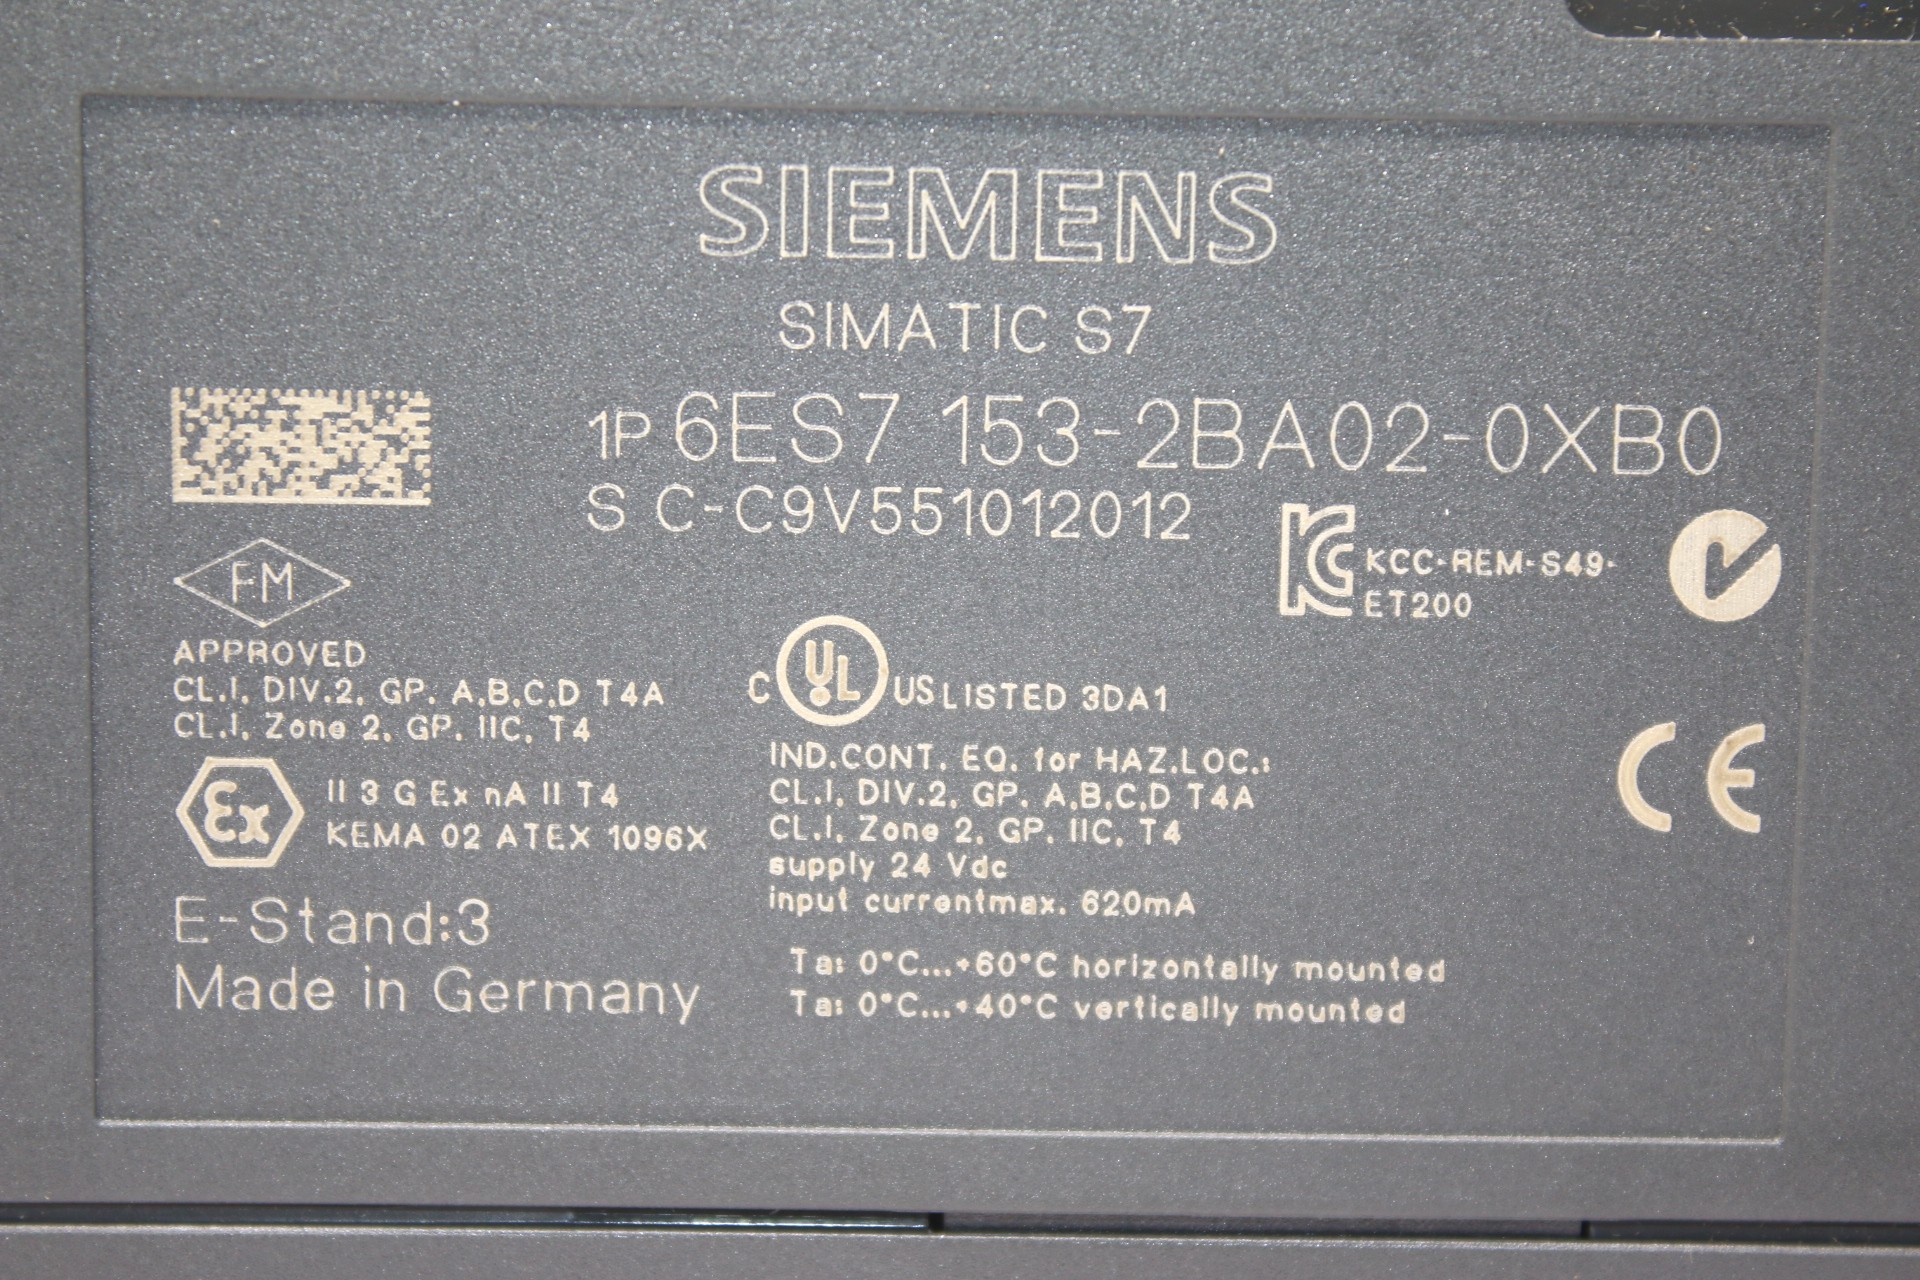 SIEMENS
SIMATIC S7
1P 6ES7 153-2BA02-0XB0
S C-C9V551012012
KCC-REM-S49-
ET200
FM
APPROVED
CL.I, DIV.2, GP. A,B,C,D T4A
CL.I, Zone 2, GP. IIC, T4
C UL US LISTED 3DA1
IND.CONT. EQ. for HAZ.LOC.:
CL.I, DIV.2, GP. A,B,C,D T4A
CL.I, Zone 2, GP. IIC, T4
supply 24 Vdc
input currentmax. 620mA
Ex II 3 G Ex nA II T4
KEMA 02 ATEX 1096X
CE
E-Stand:3
Made in Germany
Ta: 0°C...+60°C horizontally mounted
Ta: 0°C...+40°C vertically mounted